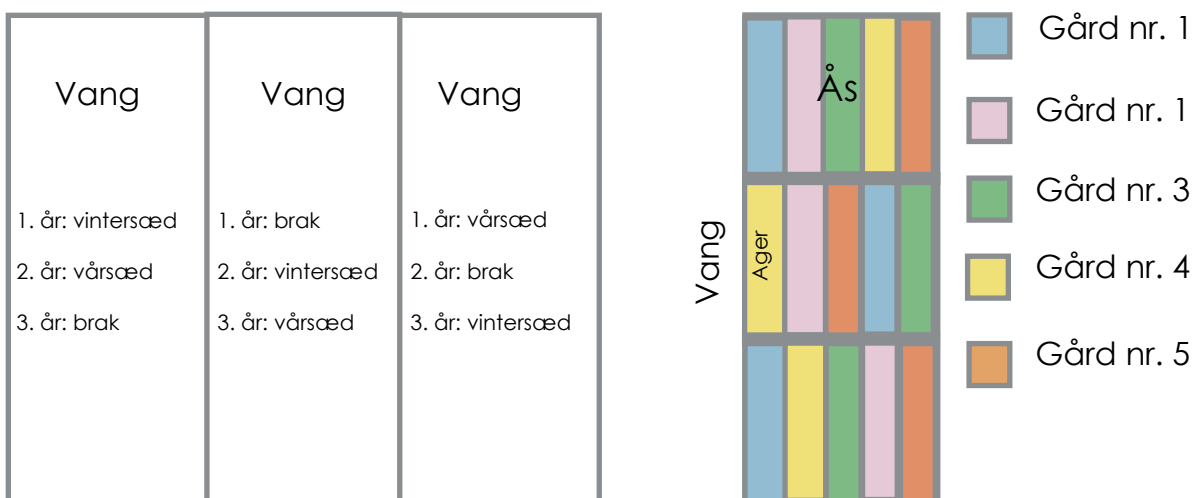 Vang
1. år: vintersæd
2. år: vårsæd
3. år: brak
Vang
1. år: brak
2. år: vintersæd
3. år: vårsæd
Vang
1. år: vårsæd
2. år: brak
3. år: vintersæd
Vang
Ås
Ager
Gård nr. 1
Gård nr. 1
Gård nr. 3
Gård nr. 4
Gård nr. 5